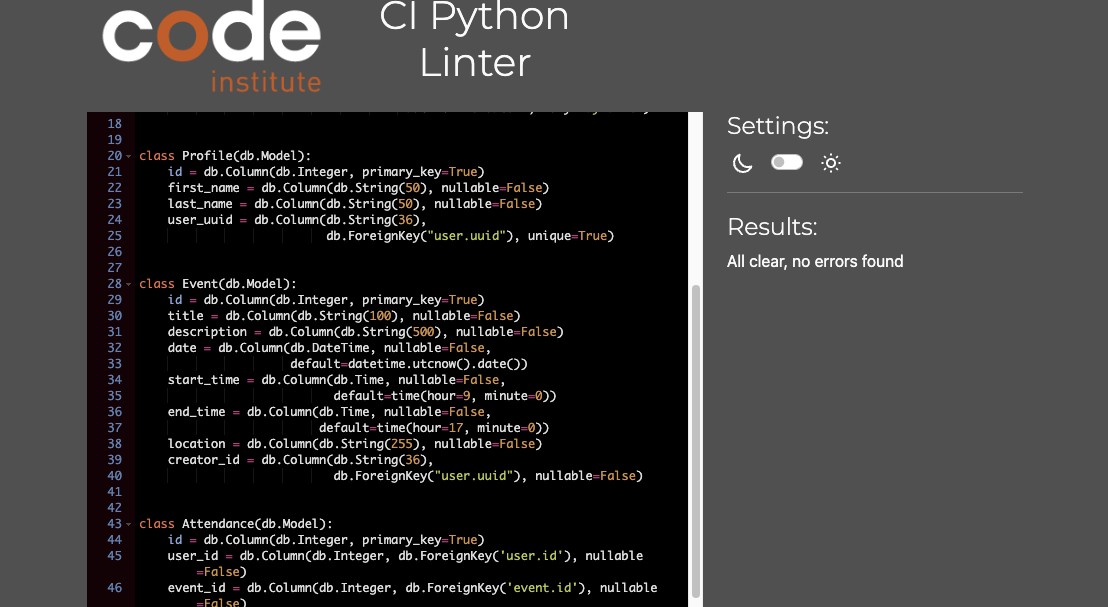 code
institute
CI Python
Linter
18
19
20 class Profile(db.Model):
21 id = db.Column(db.Integer, primary_key=True)
22 first_name = db.Column(db.String(50), nullable=False)
23 last_name = db.Column(db.String(50), nullable=False)
24 user_uuid = db.Column(db.String(36),
25 db.ForeignKey("user.uuid"), unique=True)
26
27
28 class Event(db.Model):
29 id = db.Column(db.Integer, primary_key=True)
30 title = db.Column(db.String(100), nullable=False)
31 description = db.Column(db.String(500), nullable=False)
32 date = db.Column(db.DateTime, nullable=False,
33 default=datetime.utcnow().date())
34 start_time = db.Column(db.Time, nullable=False,
35 default=time(hour=9, minute=0))
36 end_time = db.Column(db.Time, nullable=False,
37 default=time(hour=17, minute=0))
38 location = db.Column(db.String(255), nullable=False)
39 creator_id = db.Column(db.String(36),
40 db.ForeignKey("user.uuid"), nullable=False)
41
42
43 class Attendance(db.Model):
44 id = db.Column(db.Integer, primary_key=True)
45 user_id = db.Column(db.Integer, db.ForeignKey('user.id'), nullable
=False)
46 event_id = db.Column(db.Integer, db.ForeignKey('event.id'), nullable
=False)
Settings:
Results:
All clear, no errors found